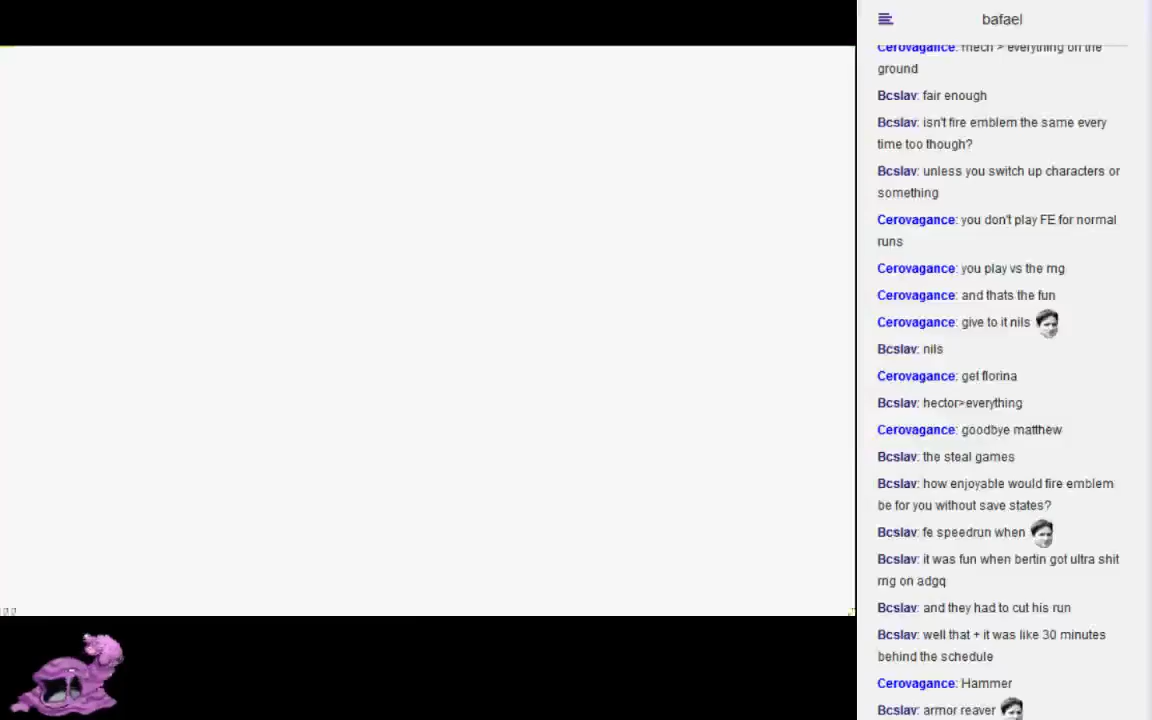 bafael
Cerovagance: mech > everything on the
ground
Bcslav: fair enough
Bcslav: isn't fire emblem the same every
time too though?
Bcslav: unless you switch up characters or
something
Cerovagance: you don't play FE for normal
runs
Cerovagance: you play vs the rng
Cerovagance: and thats the fun
Cerovagance: give to it nils
Bcslav: nils
Cerovagance: get florina
Bcslav: hector>everything
Cerovagance: goodbye matthew
Bcslav: the steal games
Bcslav: how enjoyable would fire emblem
be for you without save states?
Bcslav: fe speedrun when
Bcslav: it was fun when bertin got ultra shit
rng on adgq
Bcslav: and they had to cut his run
Bcslav: well that + it was like 30 minutes
behind the schedule
Cerovagance: Hammer
Bcslav: armor reaver